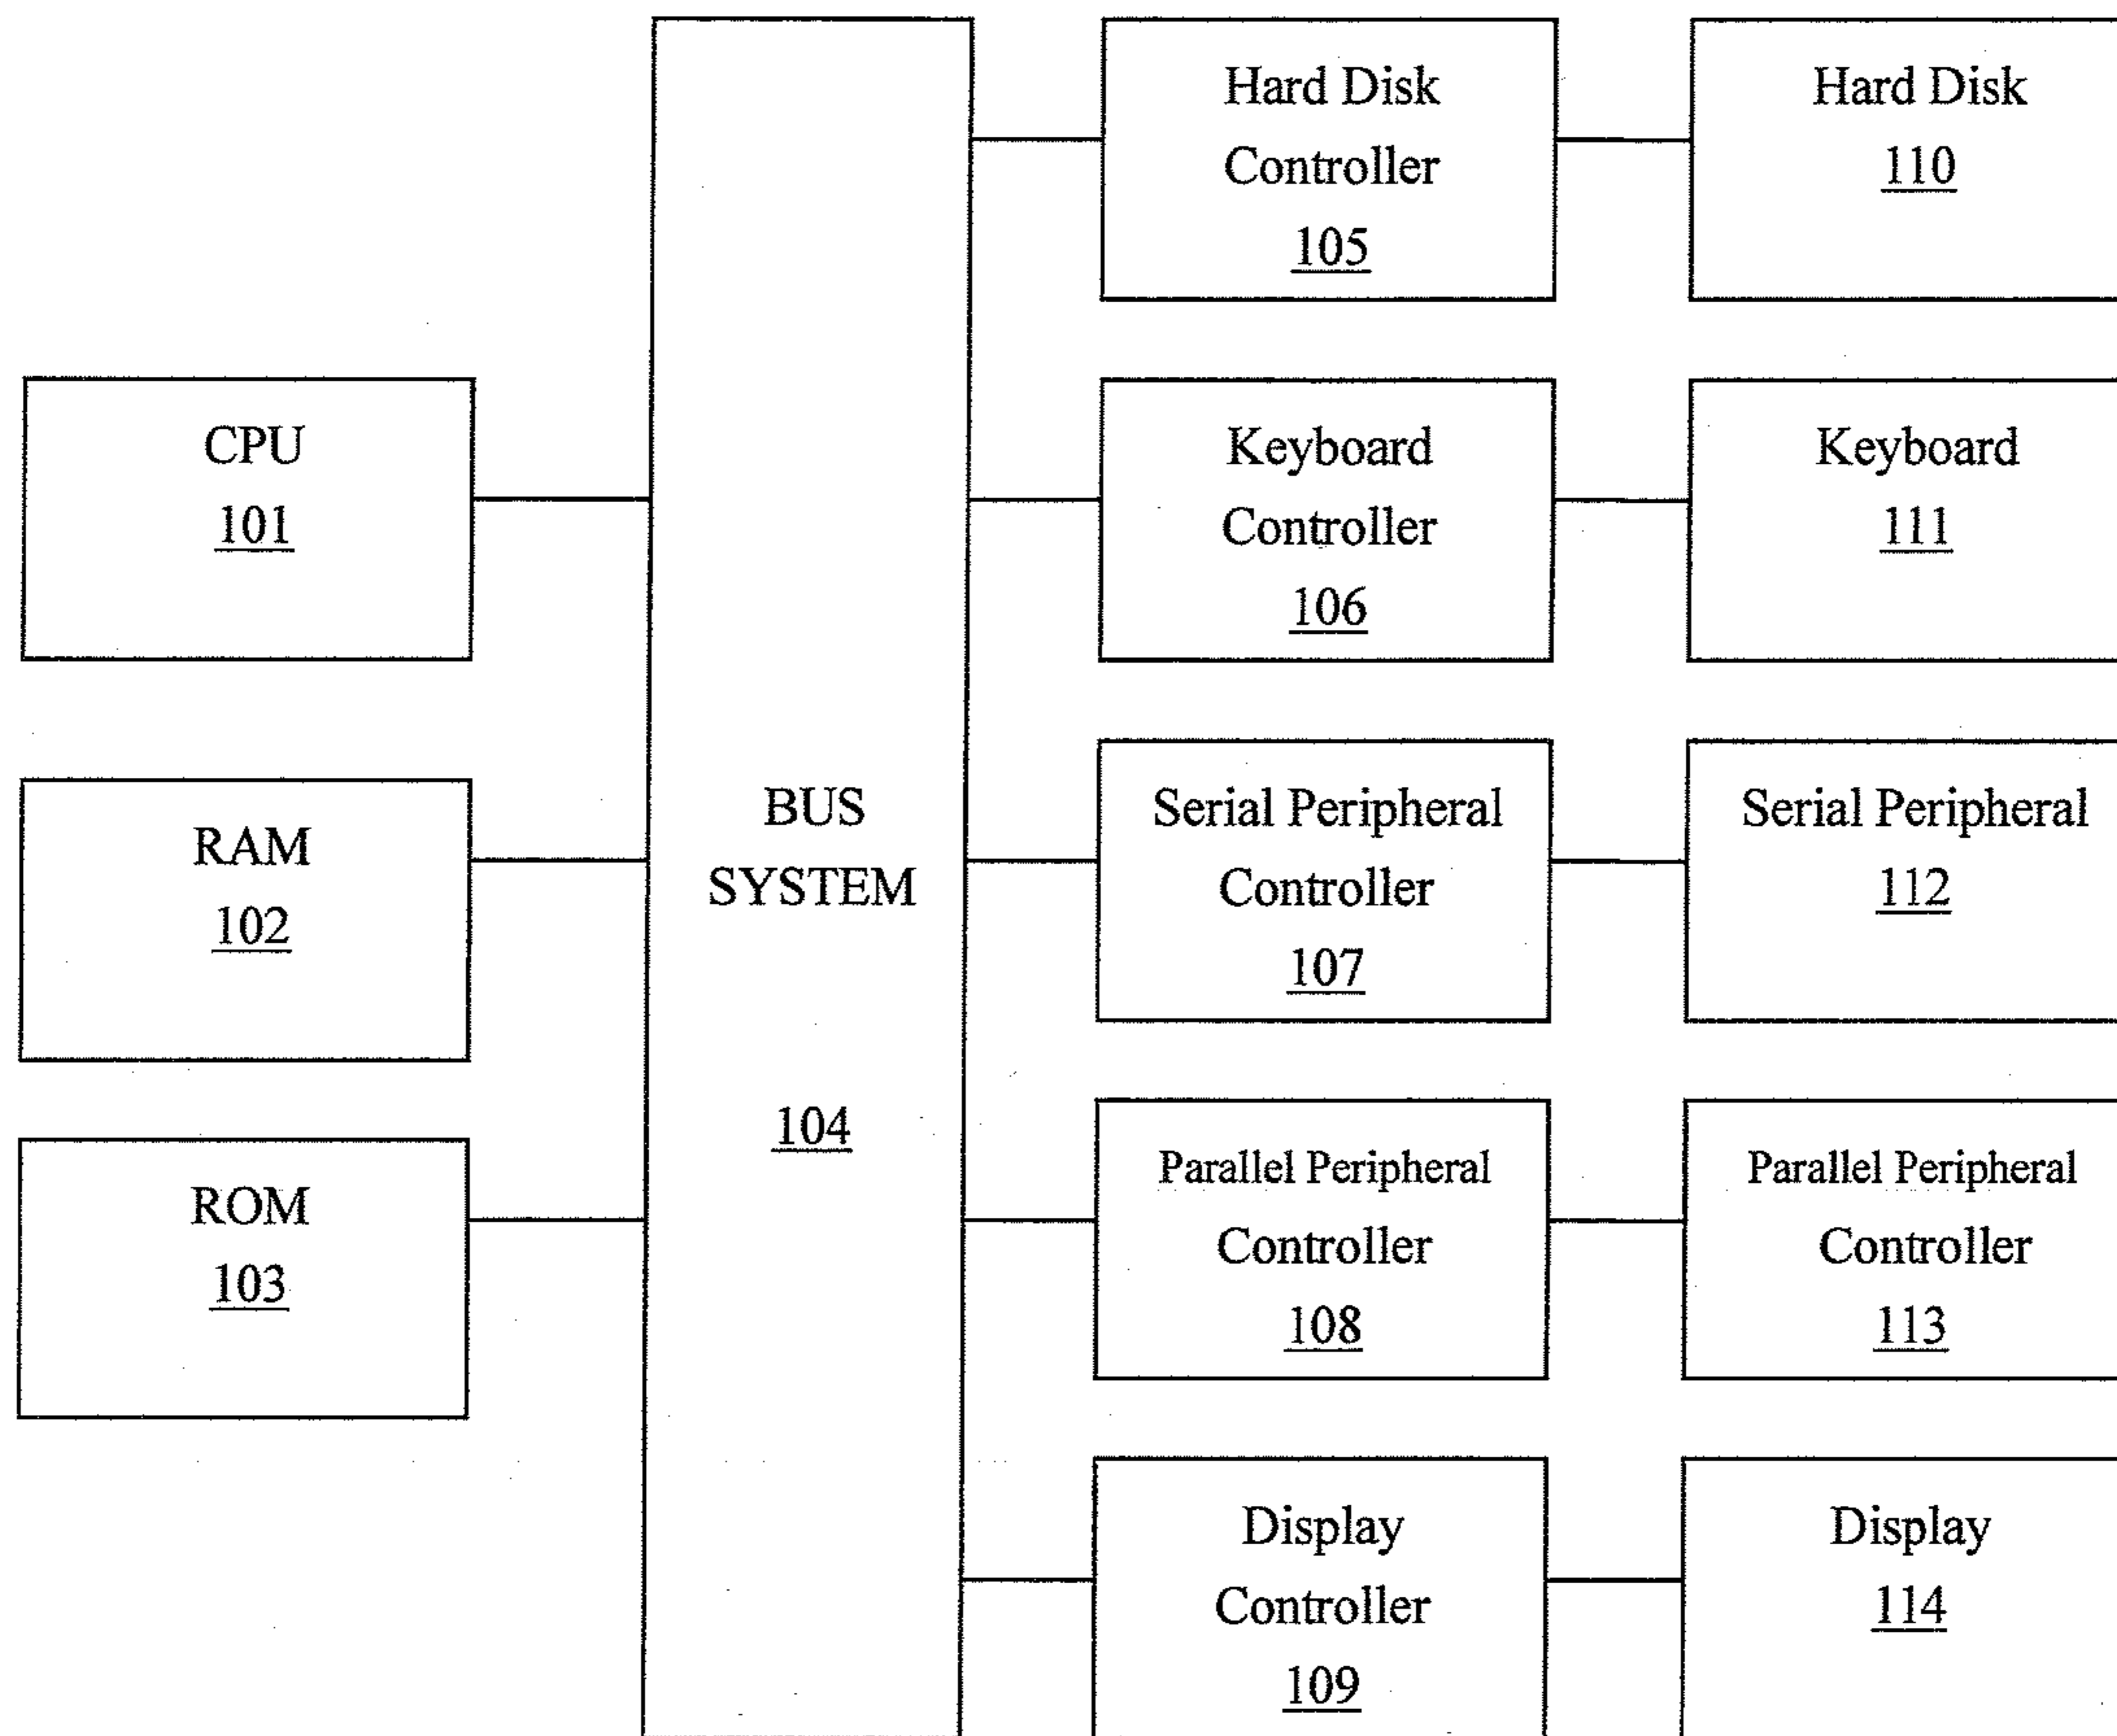 CPU
101
RAM
102
ROM
103
BUS
SYSTEM
104
Hard Disk
Controller
105
Hard Disk
110
Keyboard
Controller
106
Keyboard
111
Serial Peripheral
Controller
107
Serial Peripheral
112
Parallel Peripheral
Controller
108
Parallel Peripheral
Controller
113
Display
Controller
109
Display
114